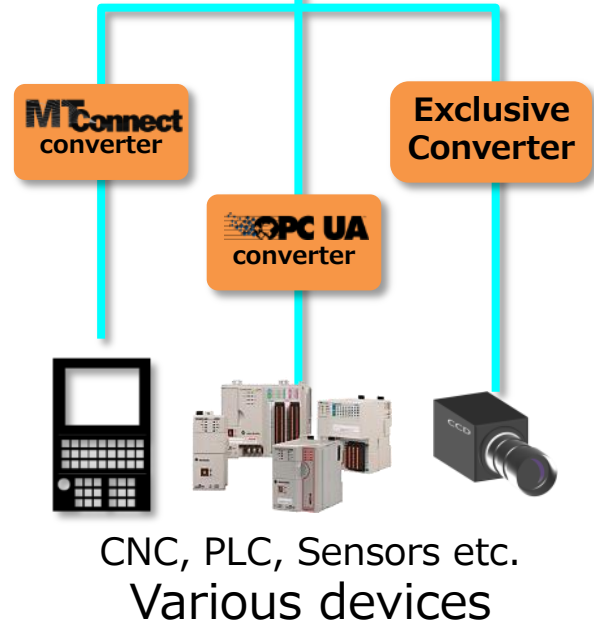 MTConnect
converter
Exclusive
Converter
OPC UA
converter
CCD
CNC, PLC, Sensors etc.
Various devices